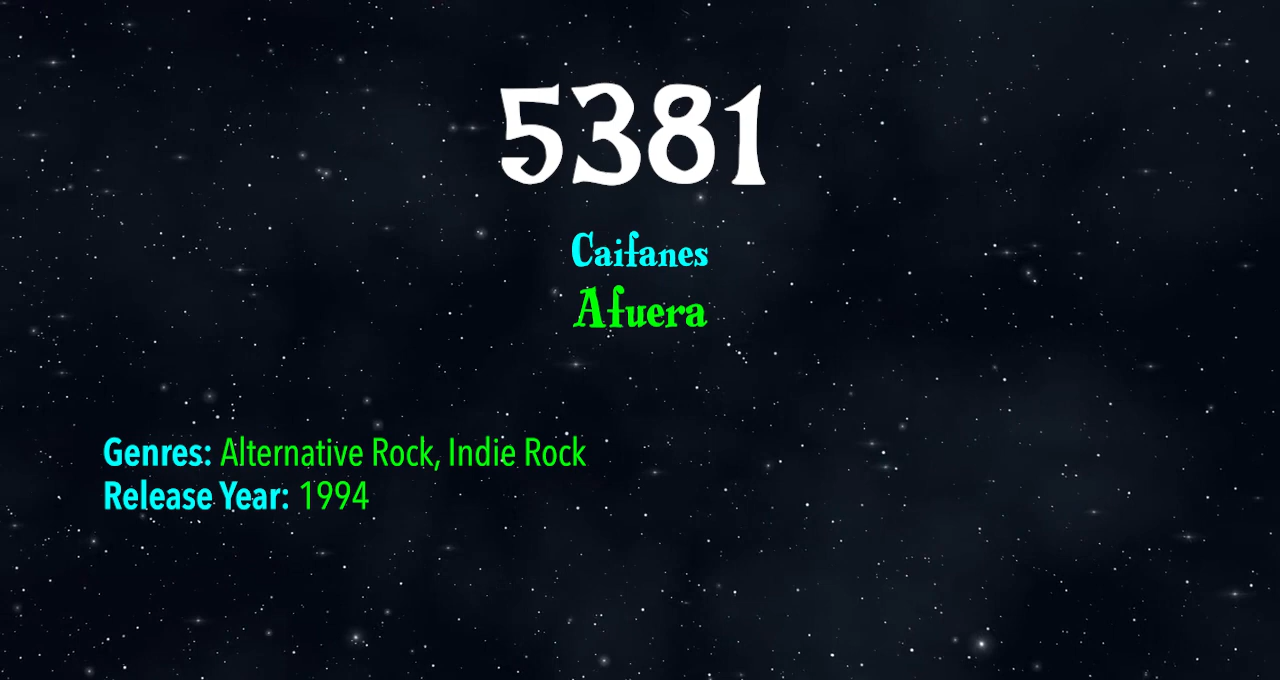 5381
Caifanes
Afuera
Genres: Alternative Rock, Indie Rock
Release Year: 1994